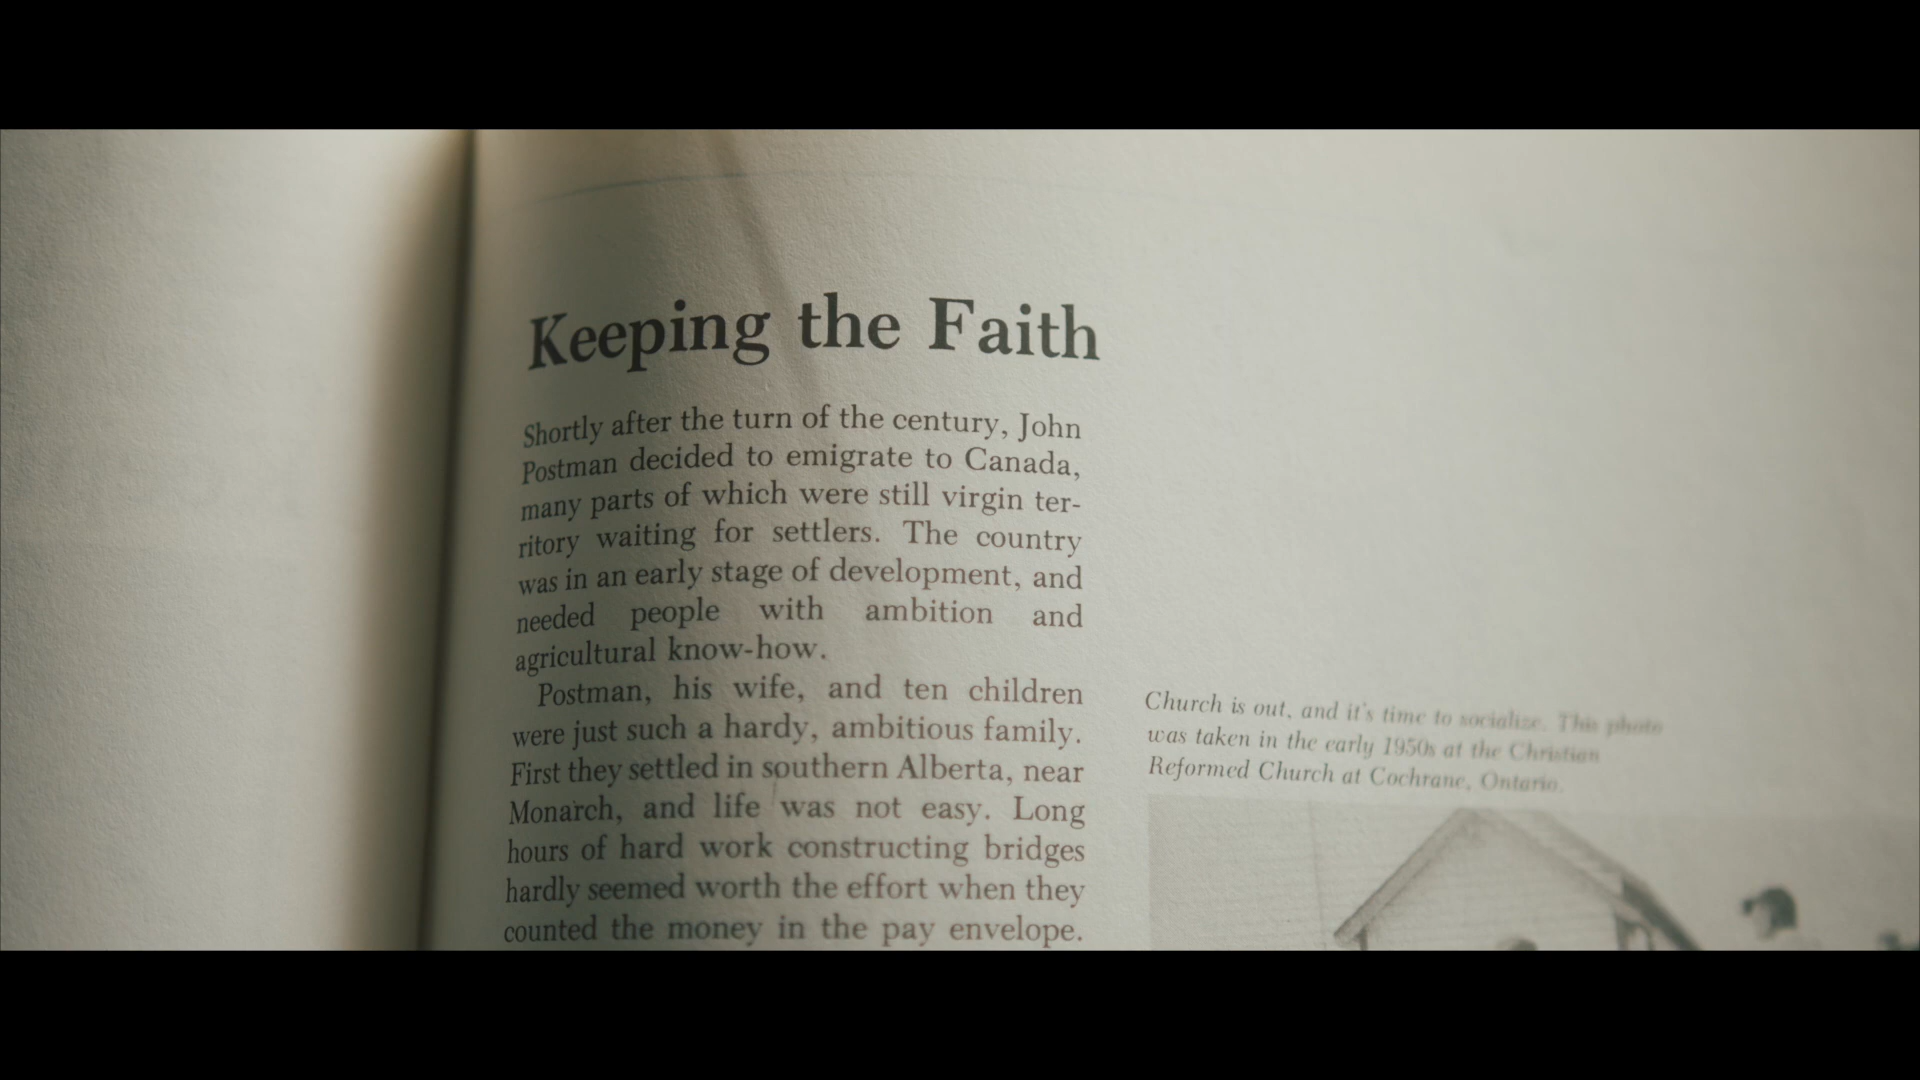 Keeping the Faith
Shortly after the turn of the century, John
Postman decided to emigrate to Canada,
many parts of which were still virgin ter-
ritory waiting for settlers. The country
was in an early stage of development, and
needed people with ambition and
agricultural know-how.
Postman, his wife, and ten children
were just such a hardy, ambitious family.
First they settled in southern Alberta, near
Monarch, and life was not easy. Long
hours of hard work constructing bridges
hardly seemed worth the effort when they
counted the money in the pay envelope.
Church is out, and it's time to socialize. This photo
was taken in the early 1950s at the Christian
Reformed Church at Cochrane, Ontario.